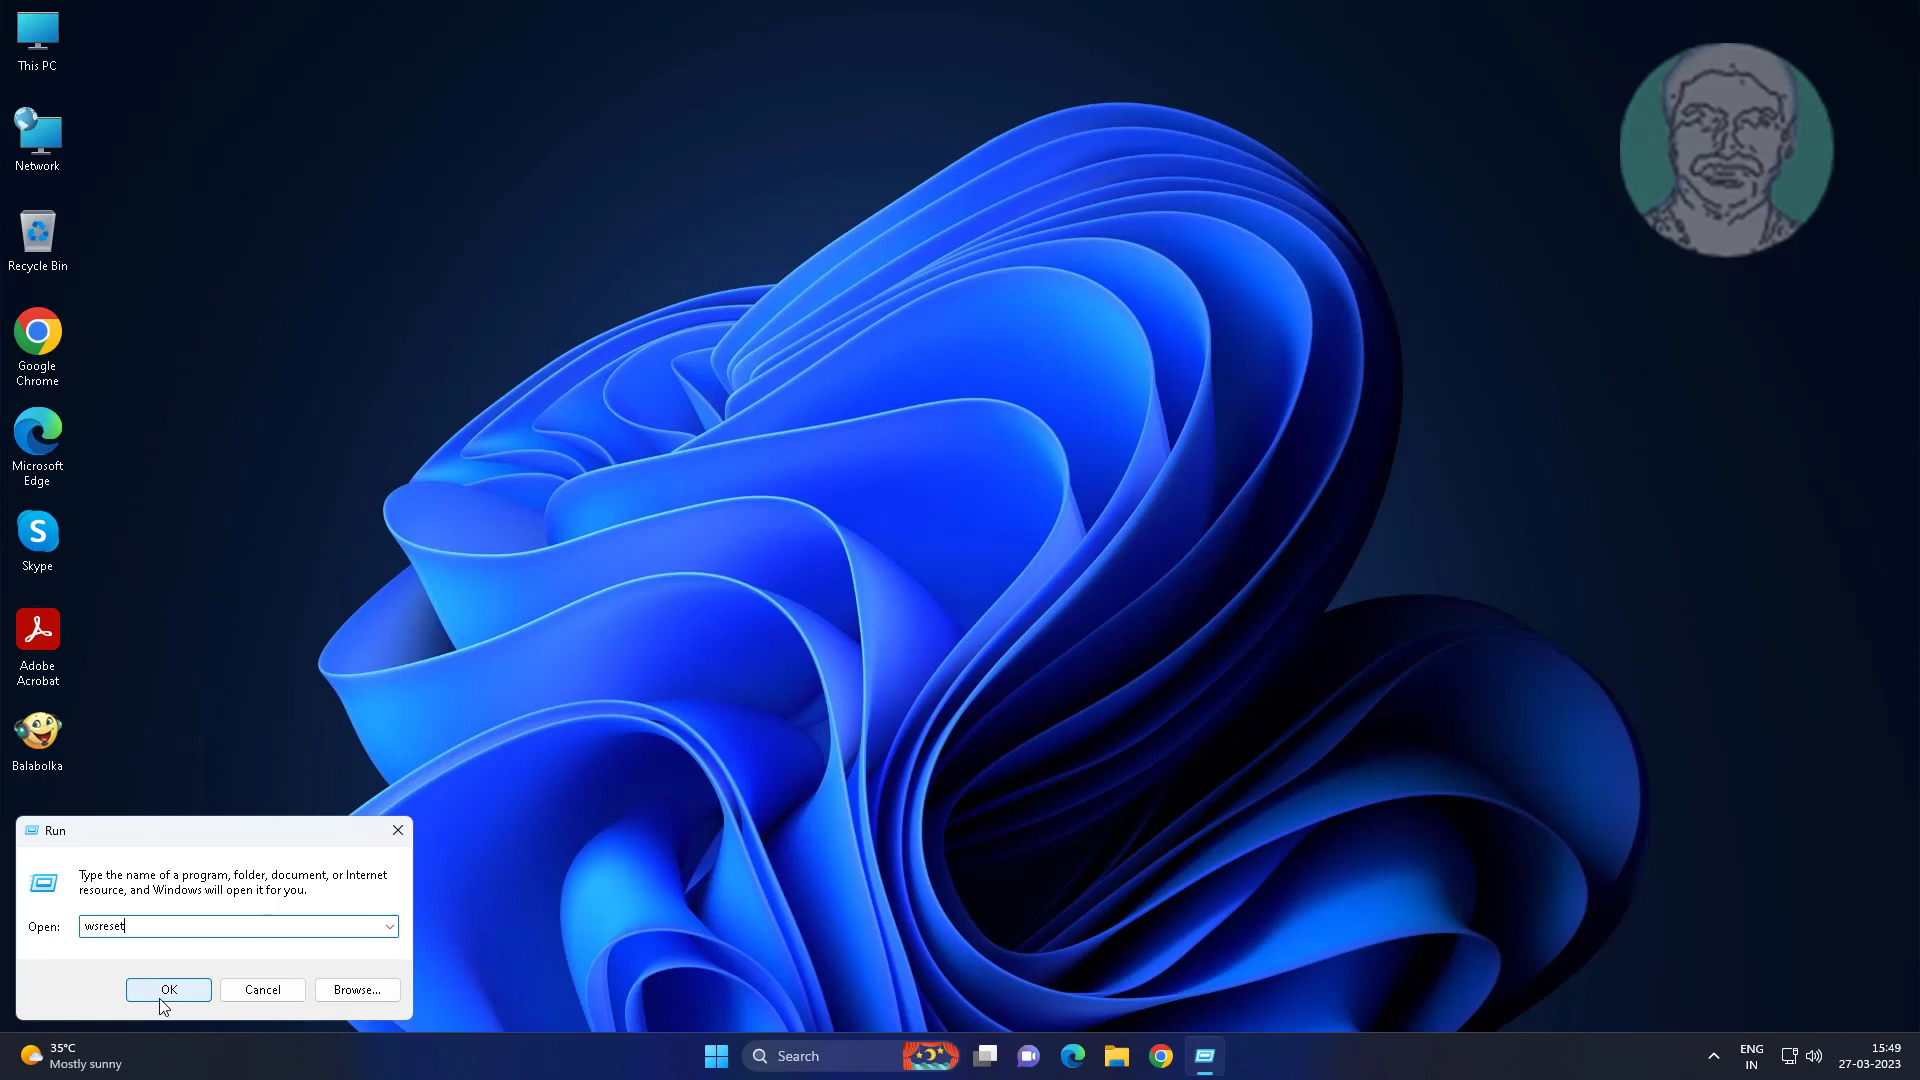 This PC
Network
Recycle Bin
Google
Chrome
Microsoft
Edge
S
Skype
Adobe
Acrobat
Balabolka
Run
Type the name of a program, folder, document, or Internet
resource, and Windows will open it for you.
Open:
wsreset
OK
Cancel
Browse...
35°C
Mostly sunny
Search
ENG
IN
15:49
27-03-2023